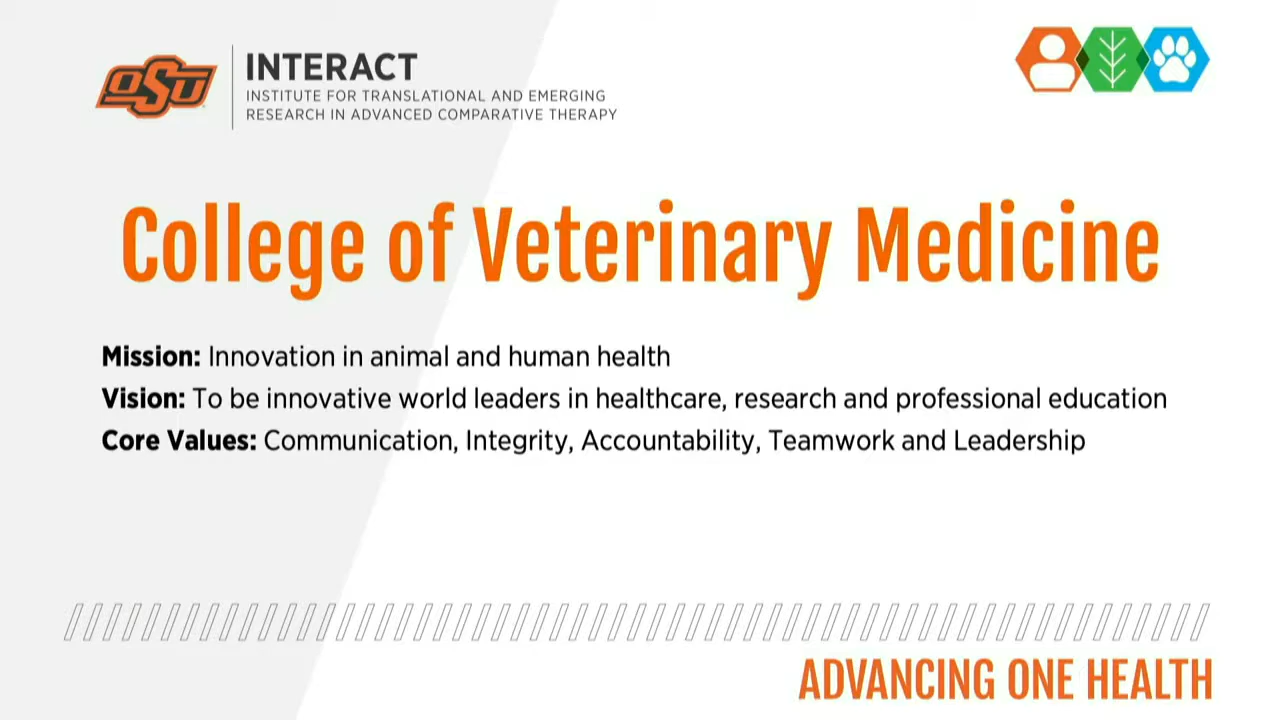 OSU
INTERACT
INSTITUTE FOR TRANSLATIONAL AND EMERGING
RESEARCH IN ADVANCED COMPARATIVE THERAPY
College of Veterinary Medicine
Mission: Innovation in animal and human health
Vision: To be innovative world leaders in healthcare, research and professional education
Core Values: Communication, Integrity, Accountability, Teamwork and Leadership
ADVANCING ONE HEALTH